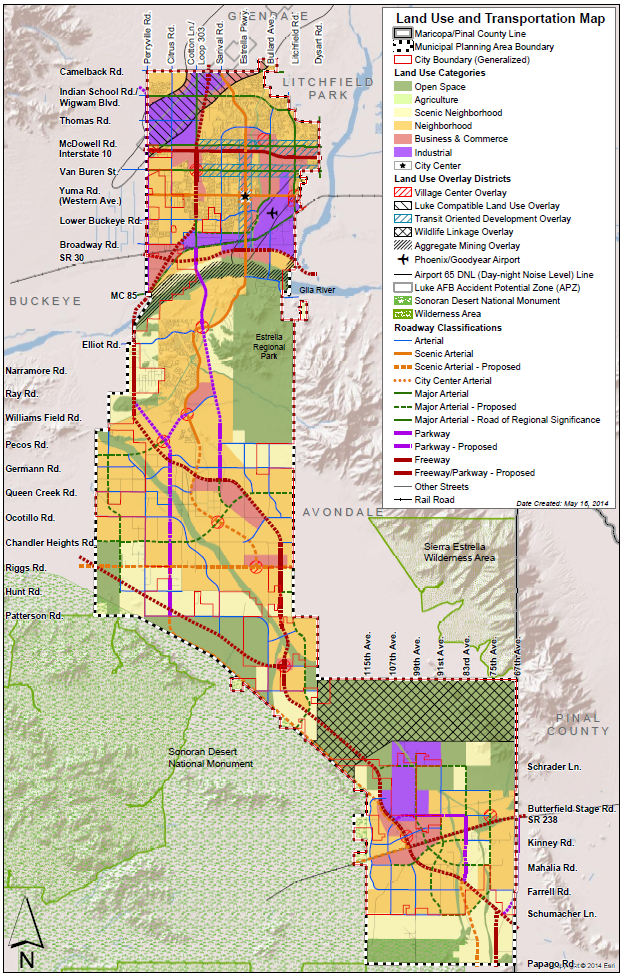 GLENDALE
Perryville Rd.
Citrus Rd.
Cotton Ln./
Loop 303
Sarival Rd.
Estrella Pkwy.
Bullard Ave.
Litchfield Rd.
Dysart Rd.
Land Use and Transportation Map
Maricopa/Pinal County Line
Municipal Planning Area Boundary
City Boundary (Generalized)
Land Use Categories
Open Space
Agriculture
Scenic Neighborhood
Neighborhood
Business & Commerce
Industrial
City Center
Land Use Overlay Districts
Village Center Overlay
Luke Compatible Land Use Overlay
Transit Oriented Development Overlay
Wildlife Linkage Overlay
Aggregate Mining Overlay
Phoenix/Goodyear Airport
Airport 65 DNL (Day-night Noise Level) Line
Luke AFB Accident Potential Zone (APZ)
Sonoran Desert National Monument
Wilderness Area
Roadway Classifications
Arterial
Scenic Arterial
Scenic Arterial - Proposed
City Center Arterial
Major Arterial
Major Arterial - Proposed
Major Arterial - Road of Regional Significance
Parkway
Parkway - Proposed
Freeway
Freeway/Parkway - Proposed
Other Streets
Rail Road
Date Created: May 16, 2014
Camelback Rd.
LITCHFIELD
PARK
Indian School Rd./
Wigwam Blvd.
Thomas Rd.
McDowell Rd.
Interstate 10
Van Buren St
Yuma Rd.
(Western Ave.)
Lower Buckeye Rd.
Broadway Rd.
SR 30
BUCKEYE
MC 85
Gila River
Elliot Rd.
Estrella
Regional
Park
Narramore Rd.
Ray Rd.
Williams Field Rd.
Pecos Rd.
Germann Rd.
Queen Creek Rd.
Ocotillo Rd.
AVONDALE
Chandler Heights Rd.
Sierra Estrella
Wilderness Area
Riggs Rd.
Hunt Rd.
Patterson Rd.
115th Ave.
107th Ave.
99th Ave.
91st Ave.
83rd Ave.
75th Ave.
67th Ave.
PINAL
COUNTY
Sonoran Desert
National Monument
Schrader Ln.
Butterfield Stage Rd.
SR 238
Kinney Rd.
Mahalia Rd.
Farrell Rd.
Schumacher Ln.
Papago Rd.
© 2014 Esri